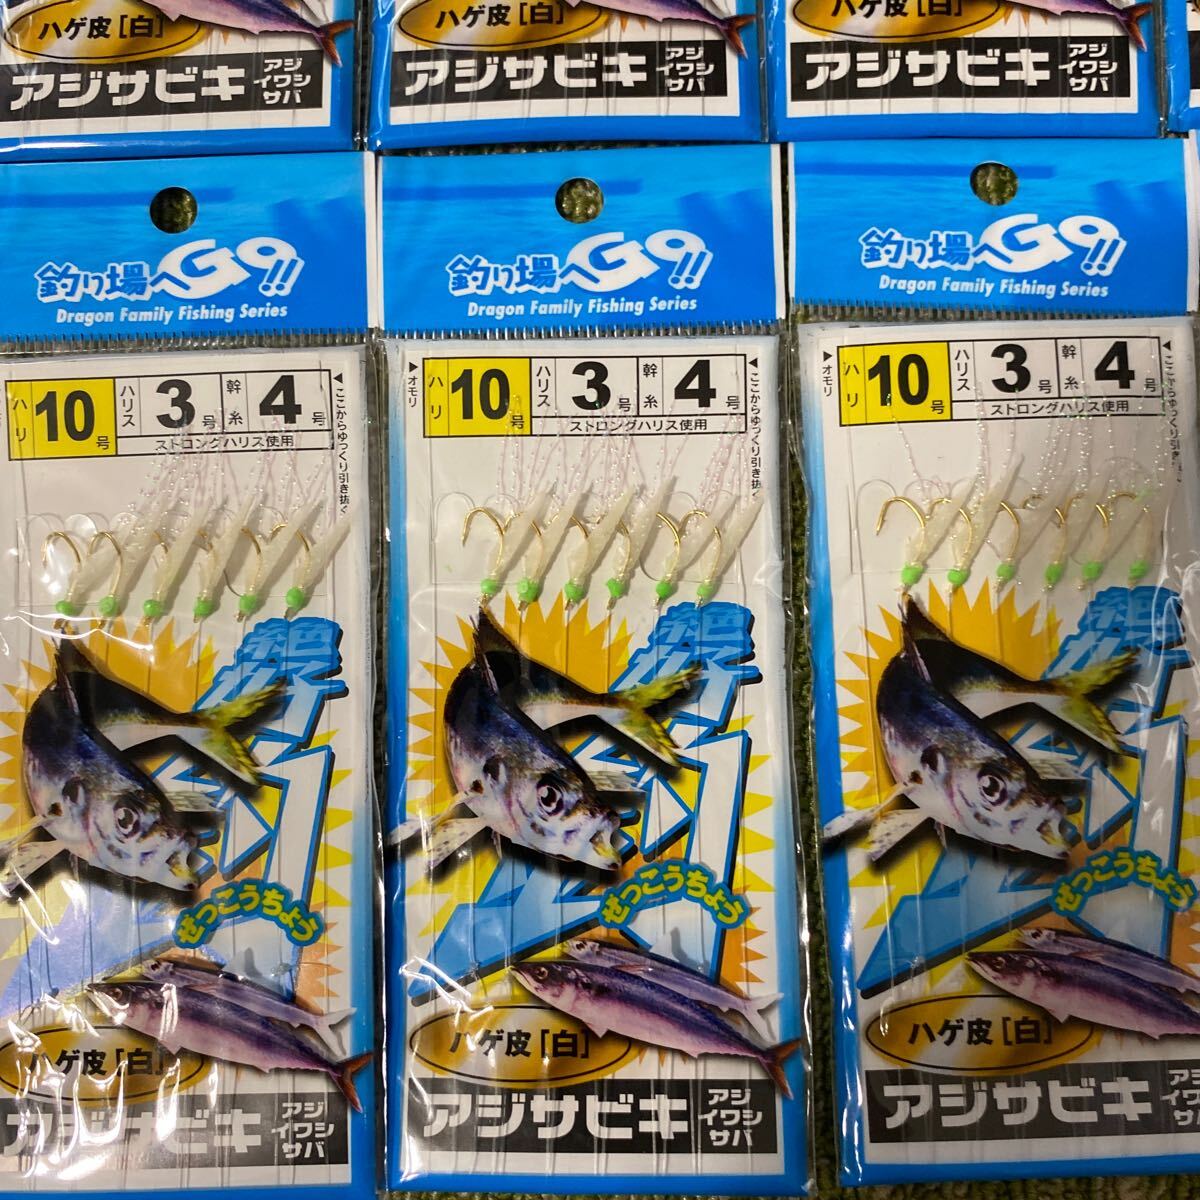 ハゲ皮[白]
アジサビキ アジ イワシ サバ
ハゲ皮[白]
アジサビキ アジ イワシ サバ
ハゲ皮[白]
アジサビキ アジ イワシ サバ
釣り場へGO!!
Dragon Family Fishing Series
ハリ 10号 ハリス 3号 幹糸 4号
ストロングハリス使用
ここからゆっくり引き抜く
ぜっこうちょう
ハゲ皮[白]
アジサビキ アジ イワシ サバ
釣り場へGO!!
Dragon Family Fishing Series
オモリ
ハリ 10号 ハリス 3号 幹糸 4号
ストロングハリス使用
ここからゆっくり引き抜く
ぜっこうちょう
ハゲ皮[白]
アジサビキ アジ イワシ サバ
釣り場へGO!!
Dragon Family Fishing Series
オモリ
ハリ 10号 ハリス 3号 幹糸 4号
ストロングハリス使用
ここからゆっくり引き抜く
ぜっこうちょう
ハゲ皮[白]
アジサビキ